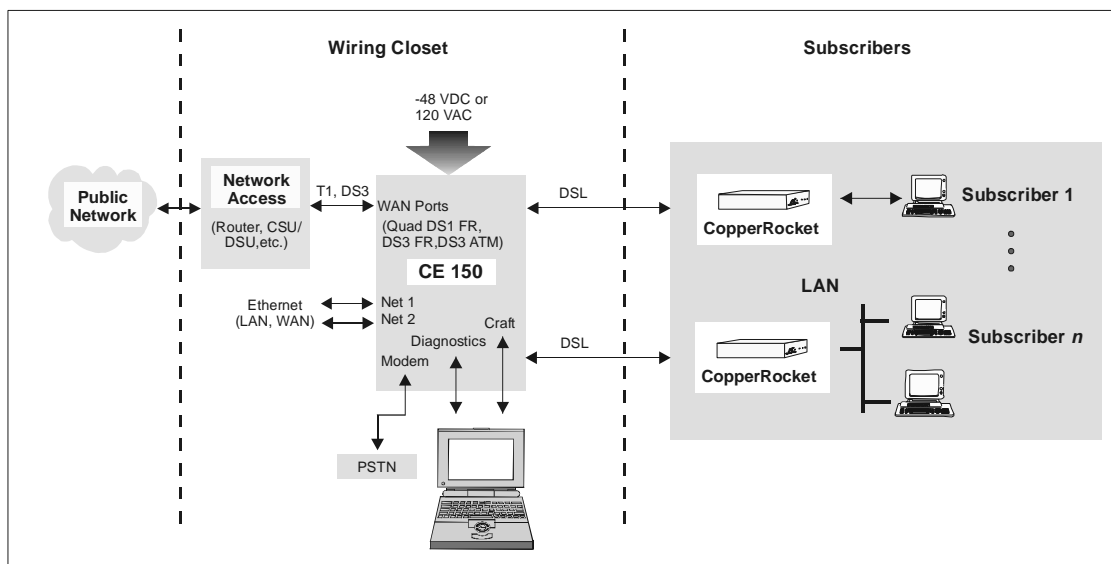 Wiring Closet
Subscribers
-48 VDC or
120 VAC
Public
Network
Network
Access
(Router, CSU/
DSU,etc.)
T1, DS3
WAN Ports
(Quad DS1 FR,
DS3 FR,DS3 ATM)
CE 150
Ethernet
(LAN, WAN)
Net 1
Net 2
Craft
Diagnostics
Modem
PSTN
DSL
DSL
CopperRocket
Subscriber 1
LAN
CopperRocket
Subscriber n